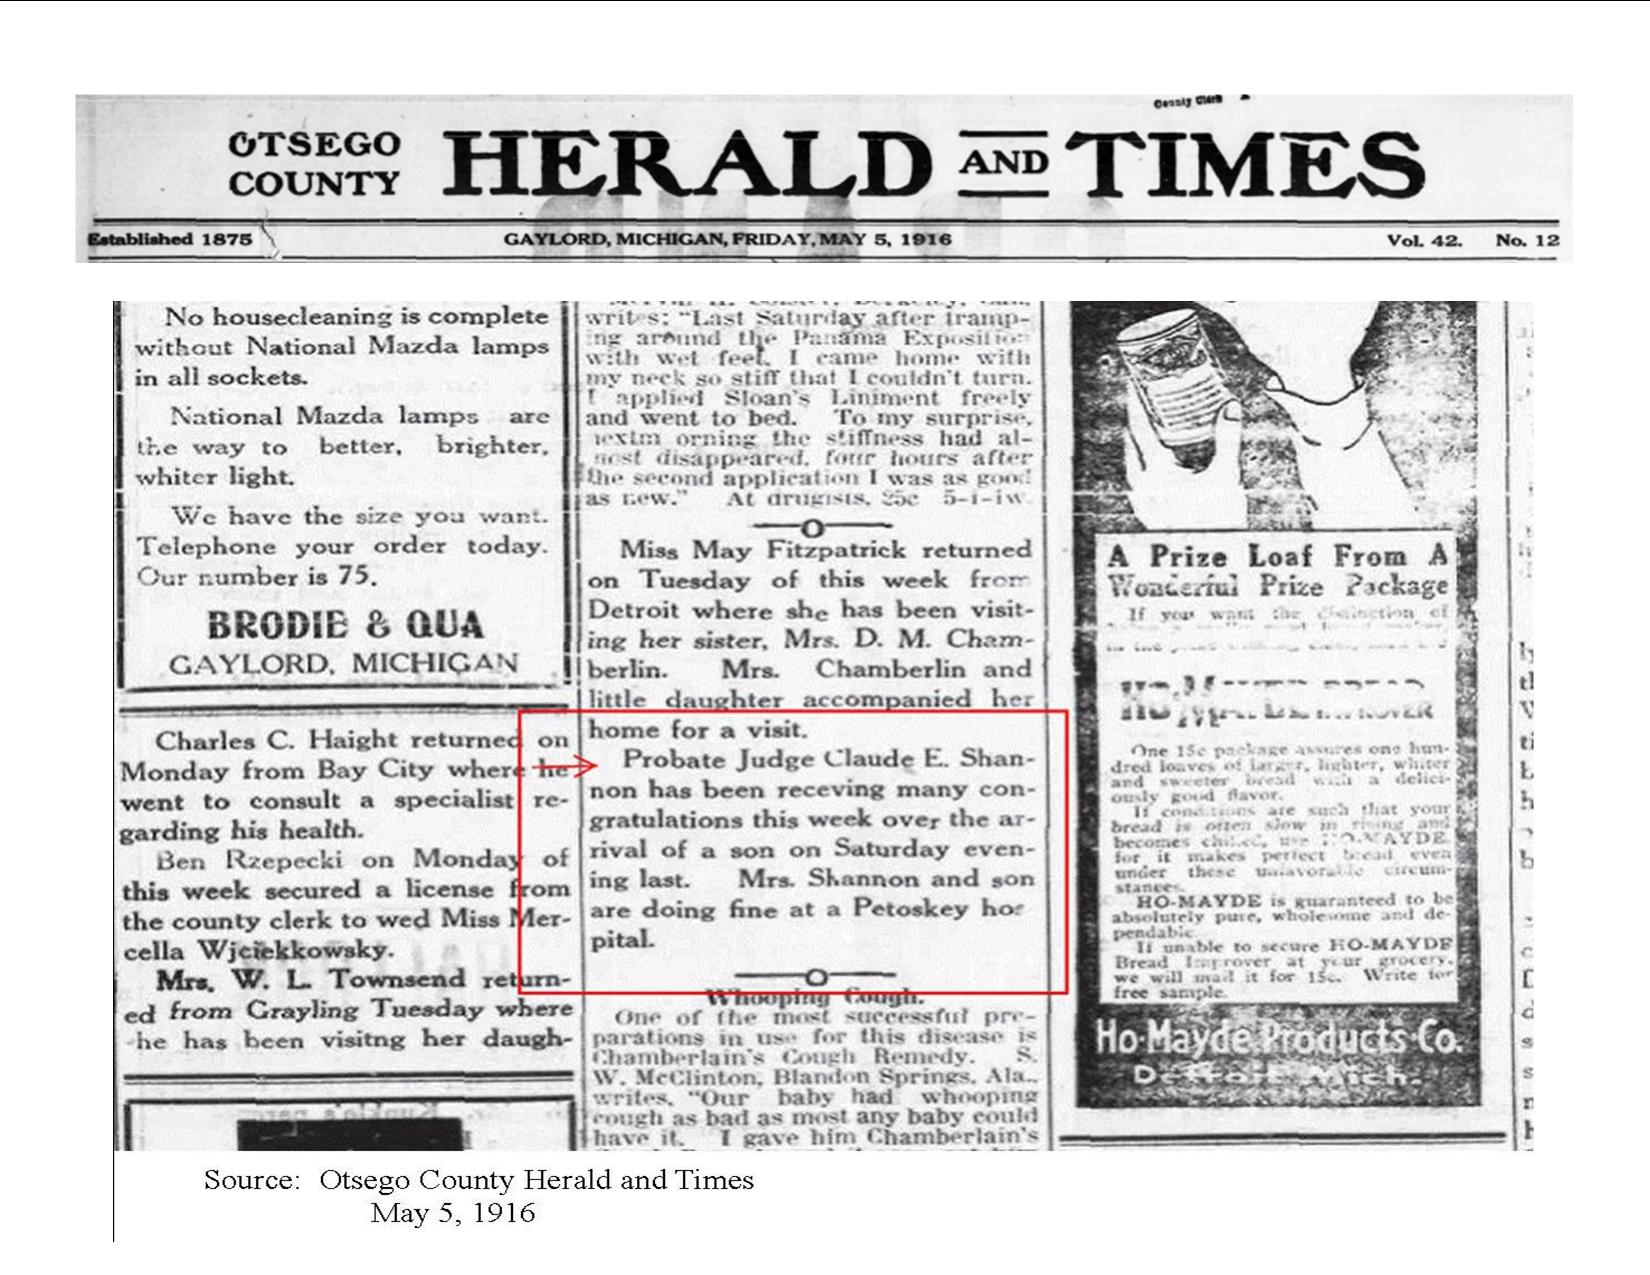 County Clerk
OTSEGO
COUNTY
HERALD AND TIMES
Established 1875
GAYLORD, MICHIGAN, FRIDAY, MAY 5, 1916
Vol. 42. No. 12
No housecleaning is complete
without National Mazda lamps
in all sockets.
National Mazda lamps are
the way to better, brighter,
whiter light.
We have the size you want.
Telephone your order today.
Our number is 75.
BRODIE & QUA
GAYLORD, MICHIGAN
Charles C. Haight returned on
Monday from Bay City where he
went to consult a specialist re-
garding his health.
Ben Rzepecki on Monday of
this week secured a license from
the county clerk to wed Miss Mer-
cella Wjciekkowsky.
Mrs. W. L. Townsend return-
ed from Grayling Tuesday where
he has been visitng her daugh-
writes: "Last Saturday after tramp-
ing around the Panama Exposition
with wet feet, I came home with
my neck so stiff that I couldn't turn.
I applied Sloan's Liniment freely
and went to bed. To my surprise,
nextm orning the stiffness had al-
most disappeared, four hours after
the second application I was as good
as new." At drugists, 25c 5-1-1w.
Miss May Fitzpatrick returned
on Tuesday of this week from
Detroit where she has been visit-
ing her sister, Mrs. D. M. Cham-
berlin. Mrs. Chamberlin and
little daughter accompanied her
home for a visit.
Probate Judge Claude E. Shan-
non has been receving many con-
gratulations this week over the ar-
rival of a son on Saturday even-
ing last. Mrs. Shannon and son
are doing fine at a Petoskey hos
pital.
Whooping Cough.
One of the most successful pre-
parations in use for this disease is
Chamberlain's Cough Remedy. S.
W. McClinton, Blandon Springs, Ala.,
writes, "Our baby had whooping
cough as bad as most any baby could
have it. I gave him Chamberlain's
A Prize Loaf From A
Wonderful Prize Package
If you want the distinction of
HO-MAYDE BREAD
IMPROVER
One 15c package assures one hun-
dred loaves of larger, lighter, whiter
and sweeter bread with a delici-
ously good flavor.
If conditions are such that your
bread is often slow in rising and
becomes chilled, use HO-MAYDE,
for it makes perfect bread even
under these unfavorable circum-
stances.
HO-MAYDE is guaranteed to be
absolutely pure, wholesome and de-
pendable.
If unable to secure HO-MAYDE
Bread Improver at your grocery,
we will mail it for 15c. Write for
free sample.
Ho-Mayde Products Co.
Detroit Mich.
Source: Otsego County Herald and Times
May 5, 1916